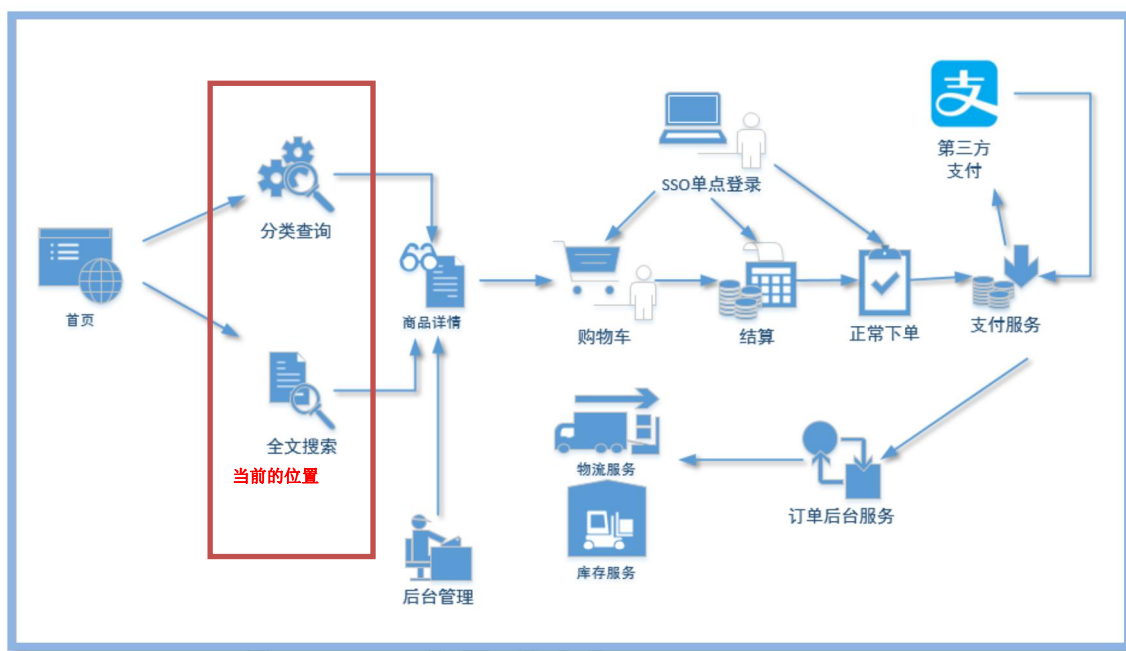 支
第三方
支付
SSO单点登录
分类查询
首页
商品详情
购物车
结算
正常下单
支付服务
全文搜索
当前的位置
物流服务
订单后台服务
库存服务
后台管理